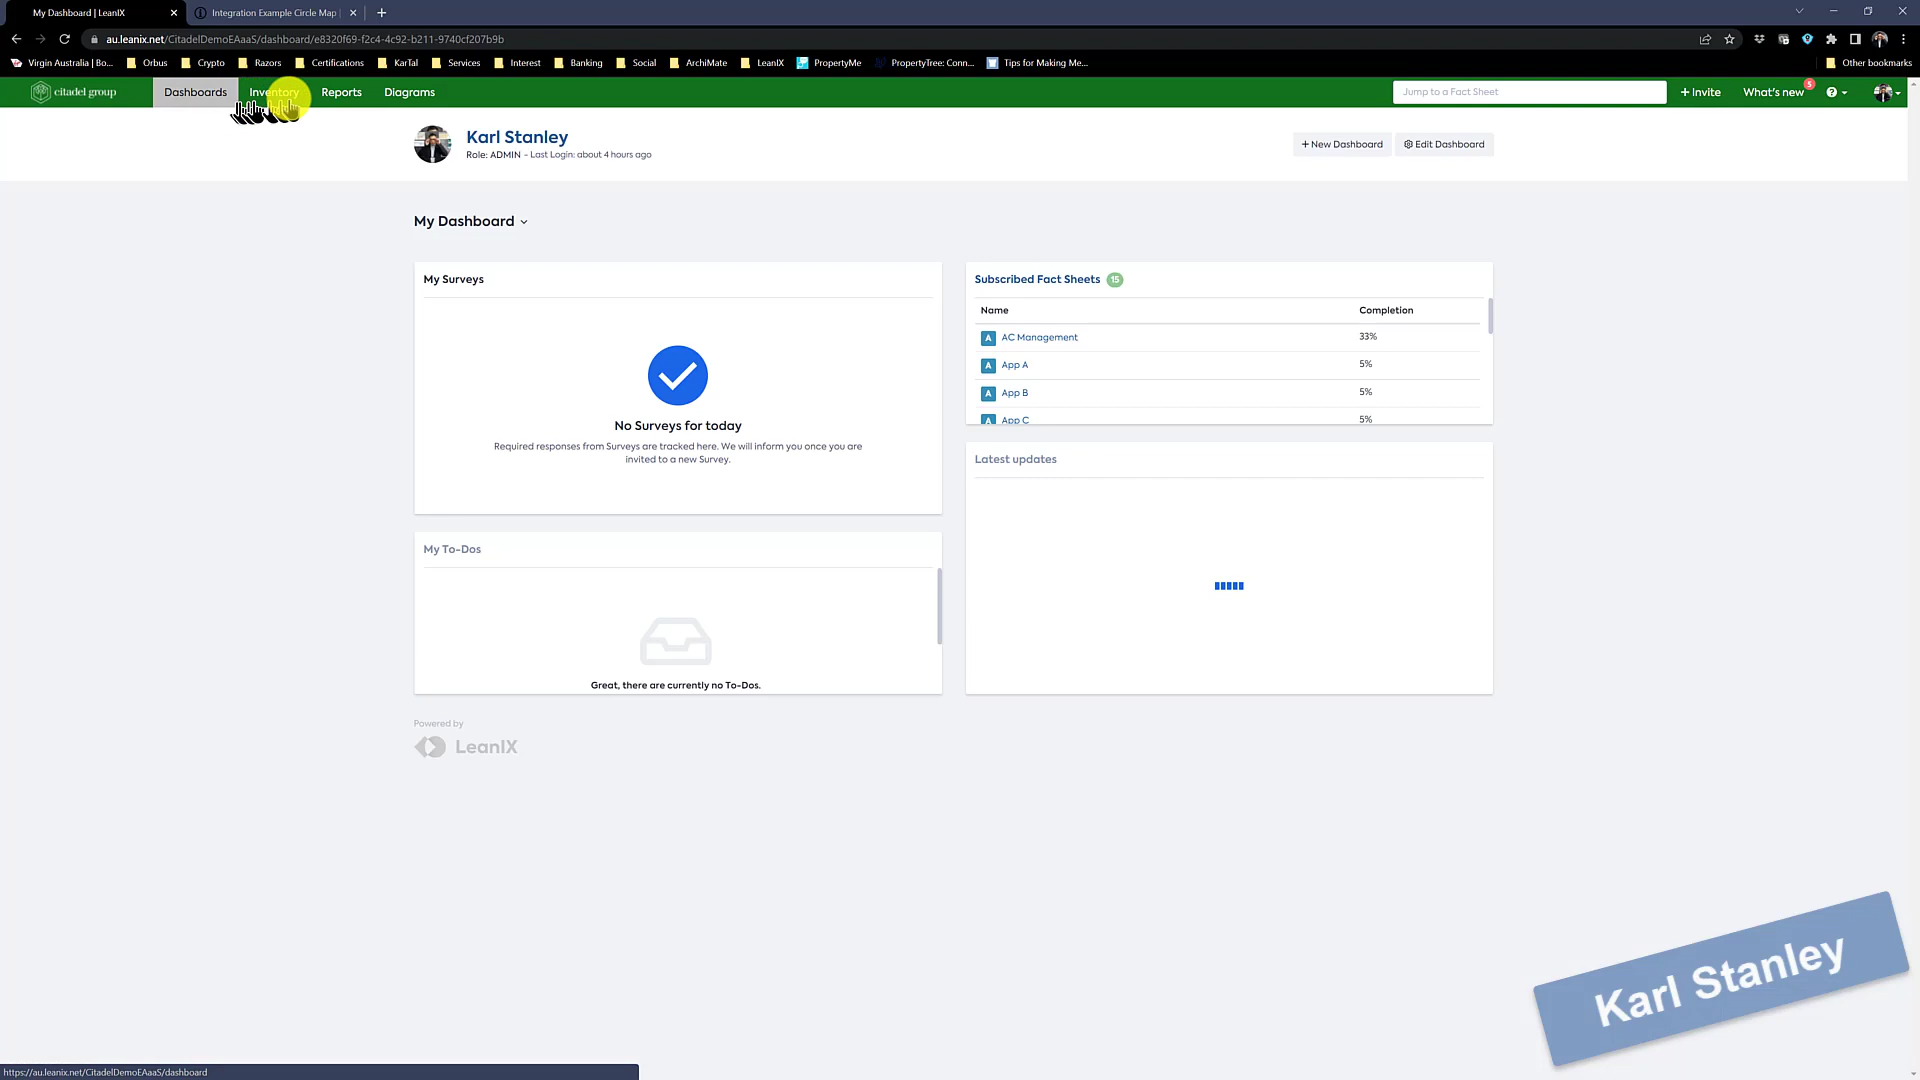 My Dashboard | LeanIX
Integration Example Circle Map
au.leanix.net/CitadelDemoEAaaS/dashboard/e8320f69-f2c4-4c92-b211-9740cf207b9b
Virgin Australia | Bo... Orbus Crypto Razors Certifications KarTal Services Interest Banking Social ArchiMate LeanIX PropertyMe PropertyTree: Conn... Tips for Making Me... Other bookmarks
citadel group Dashboards Inventory Reports Diagrams Jump to a Fact Sheet + Invite What's new 5
Karl Stanley
Role: ADMIN - Last Login: about 4 hours ago
+ New Dashboard Edit Dashboard
My Dashboard
My Surveys
No Surveys for today
Required responses from Surveys are tracked here. We will inform you once you are
invited to a new Survey.
Subscribed Fact Sheets 15
Name Completion
A AC Management 33%
A App A 5%
A App B 5%
A App C 5%
Latest updates
My To-Dos
Great, there are currently no To-Dos.
Powered by
LeanIX
Karl Stanley
https://au.leanix.net/CitadelDemoEAaaS/dashboard